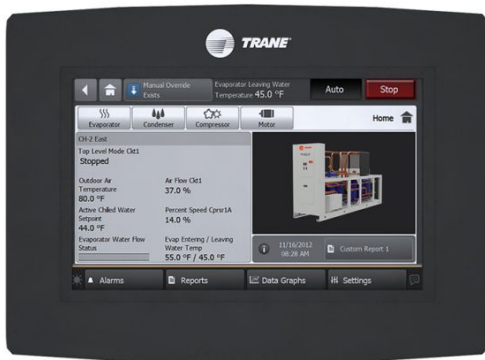 TRANE
Manual Override
Exists
Evaporator Leaving Water
Temperature 45.0 °F
Auto
Stop
Evaporator
Condenser
Compressor
Motor
Home
CH-2 East
Top Level Mode Ckt1
Stopped
Outdoor Air
Temperature
80.0 °F
Air Flow Ckt1
37.0 %
Active Chilled Water
Setpoint
44.0 °F
Percent Speed Cprsr1A
14.0 %
Evaporator Water Flow
Status
Evap Entering / Leaving
Water Temp
55.0 °F / 45.0 °F
11/16/2012
08:28 AM
Custom Report 1
Alarms
Reports
Data Graphs
Settings